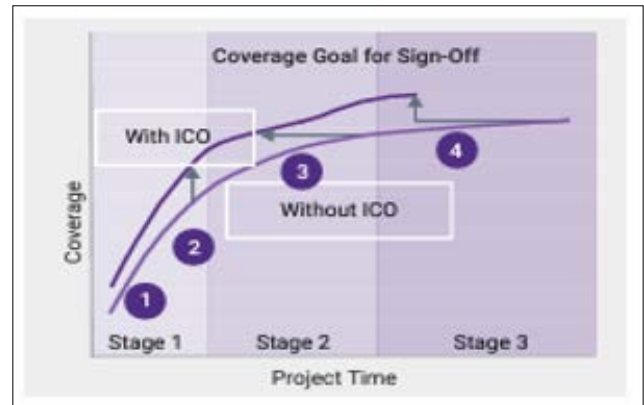 Coverage Goal for Sign-Off
With ICO
4
3
Without ICO
2
1
Coverage
Stage 1
Stage 2
Stage 3
Project Time